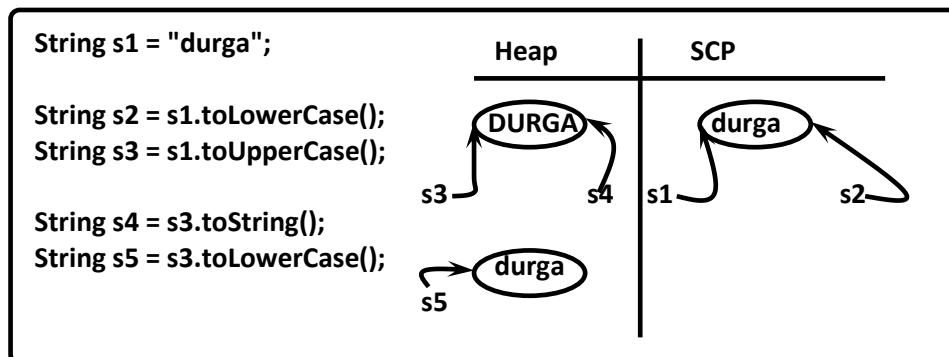 String s1 = "durga";
String s2 = s1.toLowerCase();
String s3 = s1.toUpperCase();
String s4 = s3.toString();
String s5 = s3.toLowerCase();
Heap SCP
DURGA durga
s3 s4 s1 s2
durga
s5